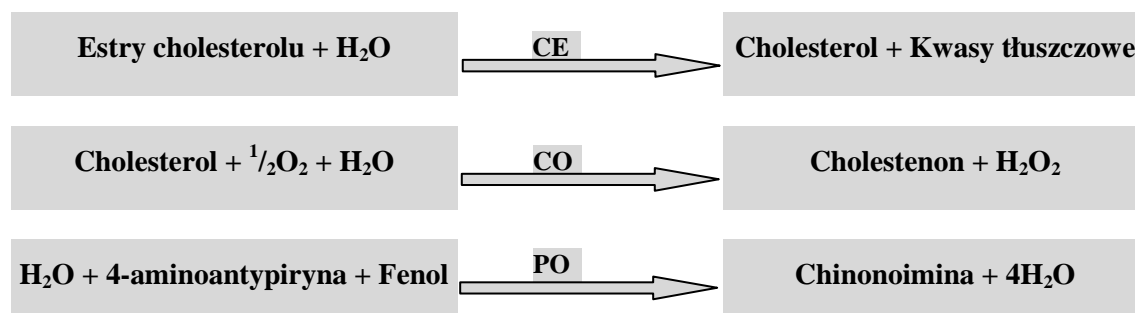 Estry cholesterolu + H₂O CE Cholesterol + Kwasy tłuszczowe
Cholesterol + ¹/₂O₂ + H₂O CO Cholestenon + H₂O₂
H₂O + 4-aminoantypiryna + Fenol PO Chinonoimina + 4H₂O